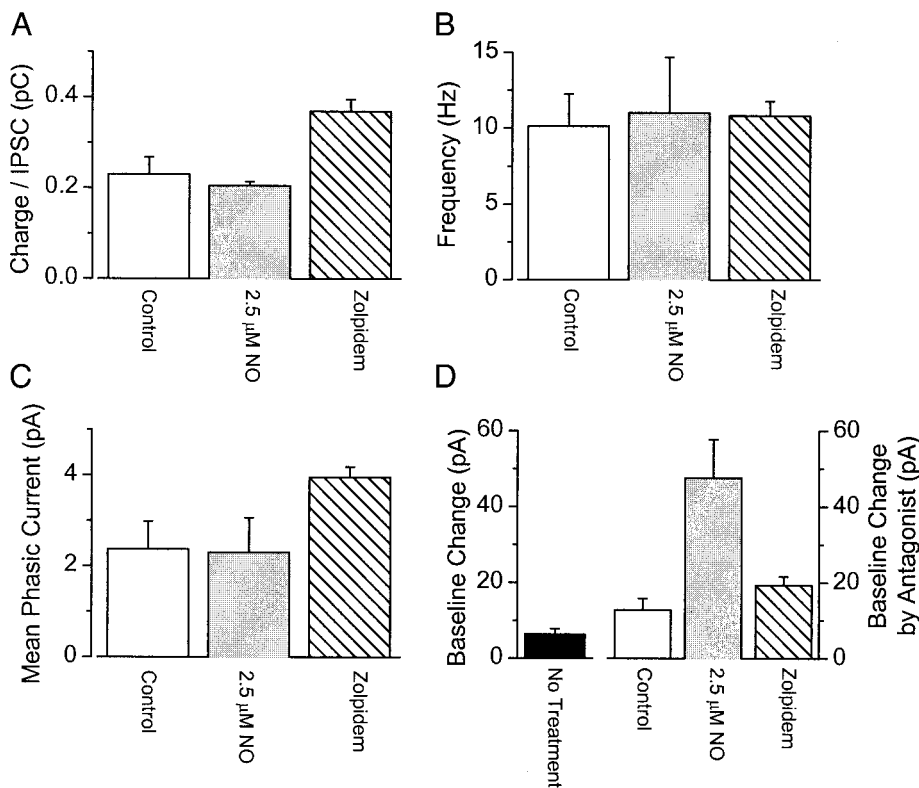 A
Charge / IPSC (pC)
0.4
0.2
0.0
Control
2.5 µM NO
Zolpidem
B
Frequency (Hz)
15
10
5
0
Control
2.5 µM NO
Zolpidem
C
Mean Phasic Current (pA)
4
2
0
Control
2.5 µM NO
Zolpidem
D
Baseline Change (pA)
60
40
20
0
No Treatment
Control
2.5 µM NO
Zolpidem
60
40
20
0
Baseline Change
by Antagonist (pA)